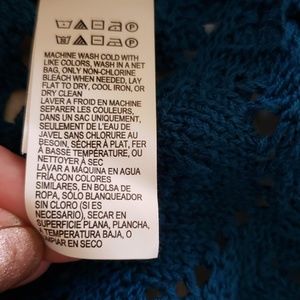 MACHINE WASH COLD WITH
LIKE COLORS, WASH IN A NET
BAG, ONLY NON-CHLORINE
BLEACH WHEN NEEDED, LAY
FLAT TO DRY, COOL IRON, OR
DRY CLEAN
LAVER A FROID EN MACHINE
SEPARER LES COULEURS,
DANS UN SAC UNIQUEMENT,
SEULEMENT DE L'EAU DE
JAVEL SANS CHLORURE AU
BESOIN, SÉCHER À PLAT, FER
À BASSE TEMPÉRATURE, OU
NETTOYER À SEC
LAVAR A MÁQUINA EN AGUA
FRÍA, CON COLORES
SIMILARES, EN BOLSA DE
ROPA, SÓLO BLANQUEADOR
SIN CLORO (SI ES
NECESARIO), SECAR EN
SUPERFICIE PLANA, PLANCHA,
A TEMPERATURA BAJA, O
EN SECO